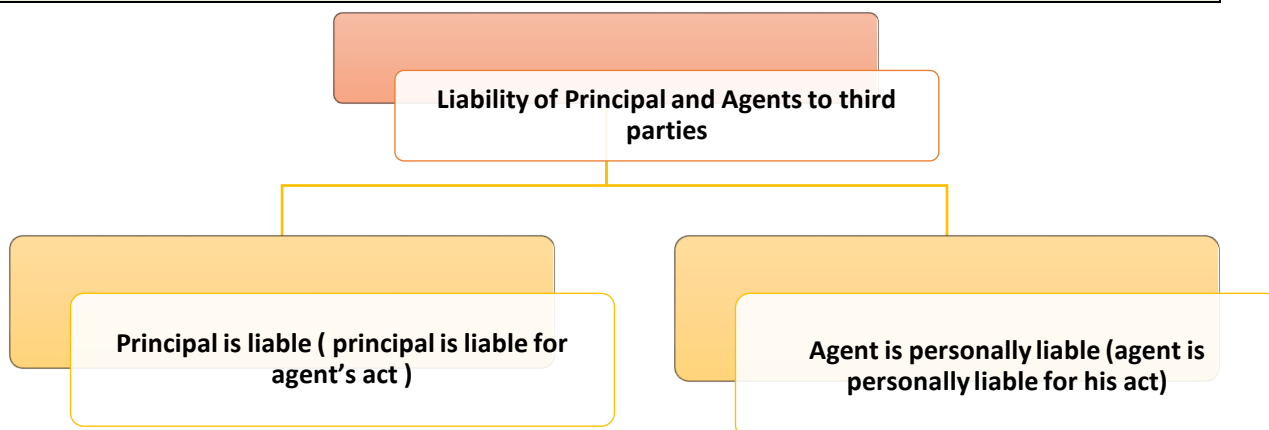 Liability of Principal and Agents to third
parties
Principal is liable ( principal is liable for
agent's act )
Agent is personally liable (agent is
personally liable for his act)